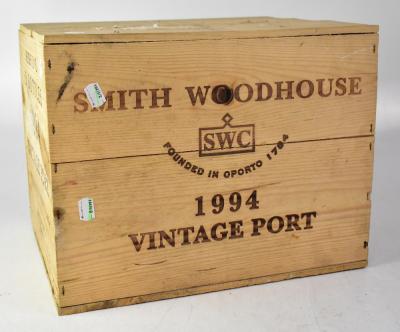 SMITH WOODHOUSE
SWC
FOUNDED IN OPORTO 1784
1994
VINTAGE PORT